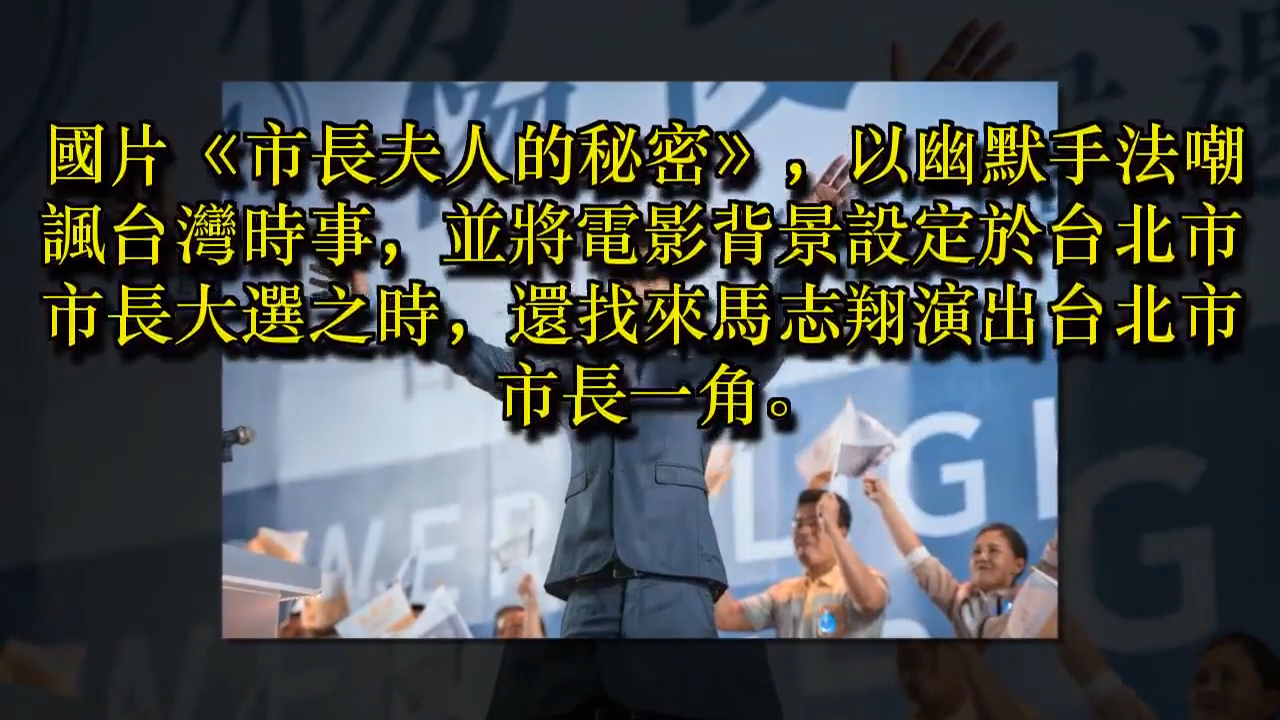 國片《市長夫人的秘密》，以幽默手法嘲
諷台灣時事，並將電影背景設定於台北市
市長大選之時，還找來馬志翔演出台北市
市長一角。